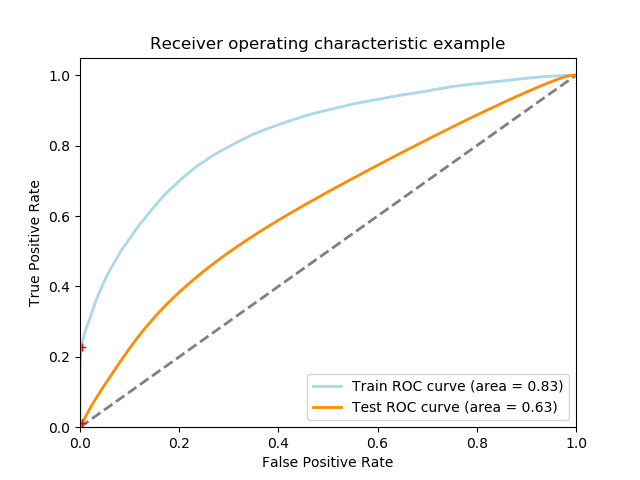 Receiver operating characteristic example
1.0
0.8
0.6
0.4
0.2
0.0
True Positive Rate
Train ROC curve (area = 0.83)
Test ROC curve (area = 0.63)
0.0 0.2 0.4 0.6 0.8 1.0
False Positive Rate